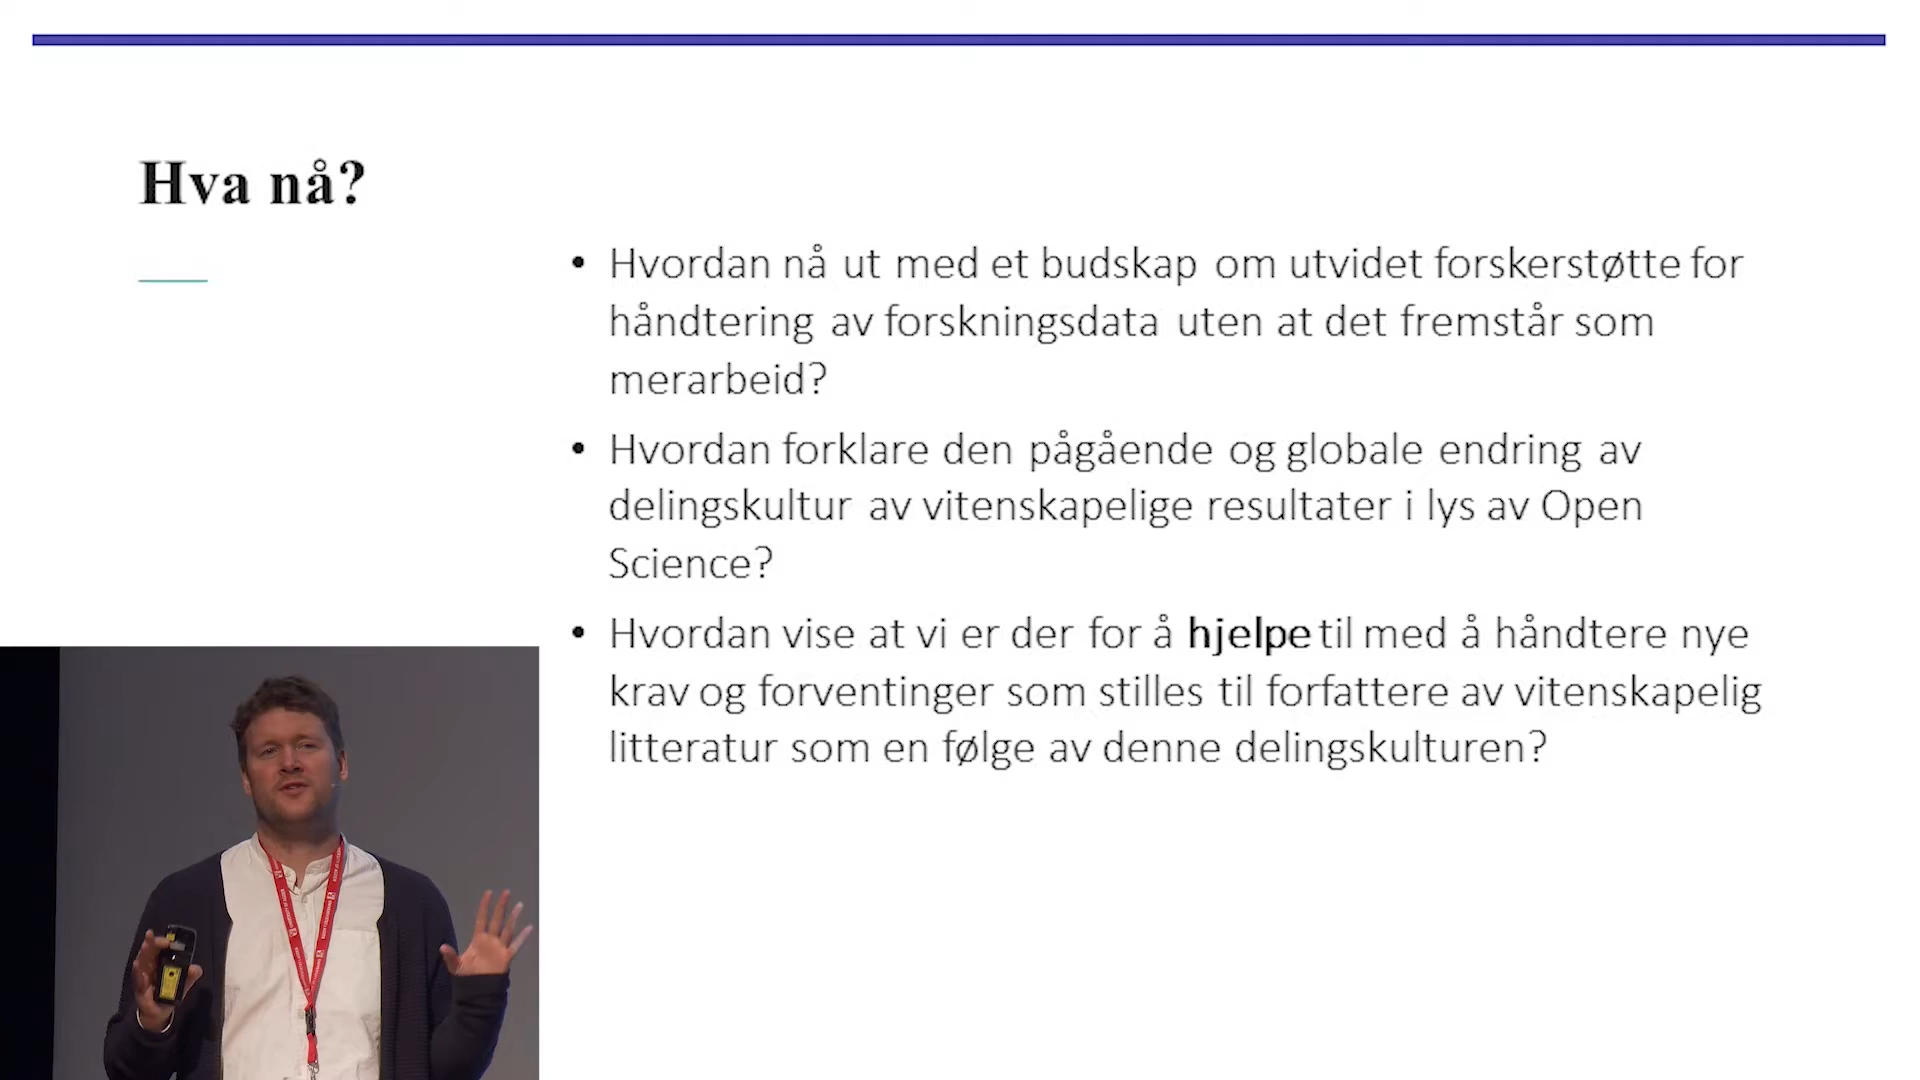 Hva nå?
• Hvordan nå ut med et budskap om utvidet forskerstøtte for
håndtering av forskningsdata uten at det fremstår som
merarbeid?
• Hvordan forklare den pågående og globale endring av
delingskultur av vitenskapelige resultater i lys av Open
Science?
• Hvordan vise at vi er der for å hjelpe til med å håndtere nye
krav og forventinger som stilles til forfattere av vitenskapelig
litteratur som en følge av denne delingskulturen?